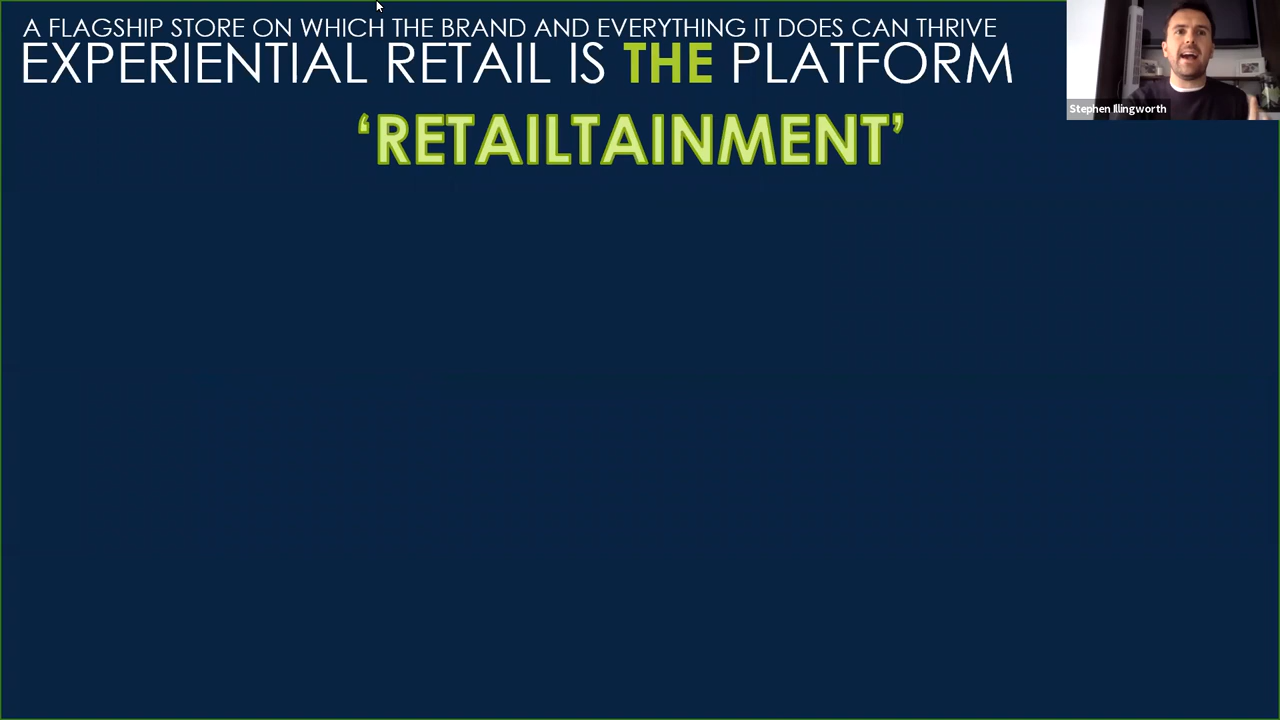 A FLAGSHIP STORE ON WHICH THE BRAND AND EVERYTHING IT DOES CAN THRIVE
EXPERIENTIAL RETAIL IS THE PLATFORM
‘RETAILTAINMENT’
Stephen Illingworth